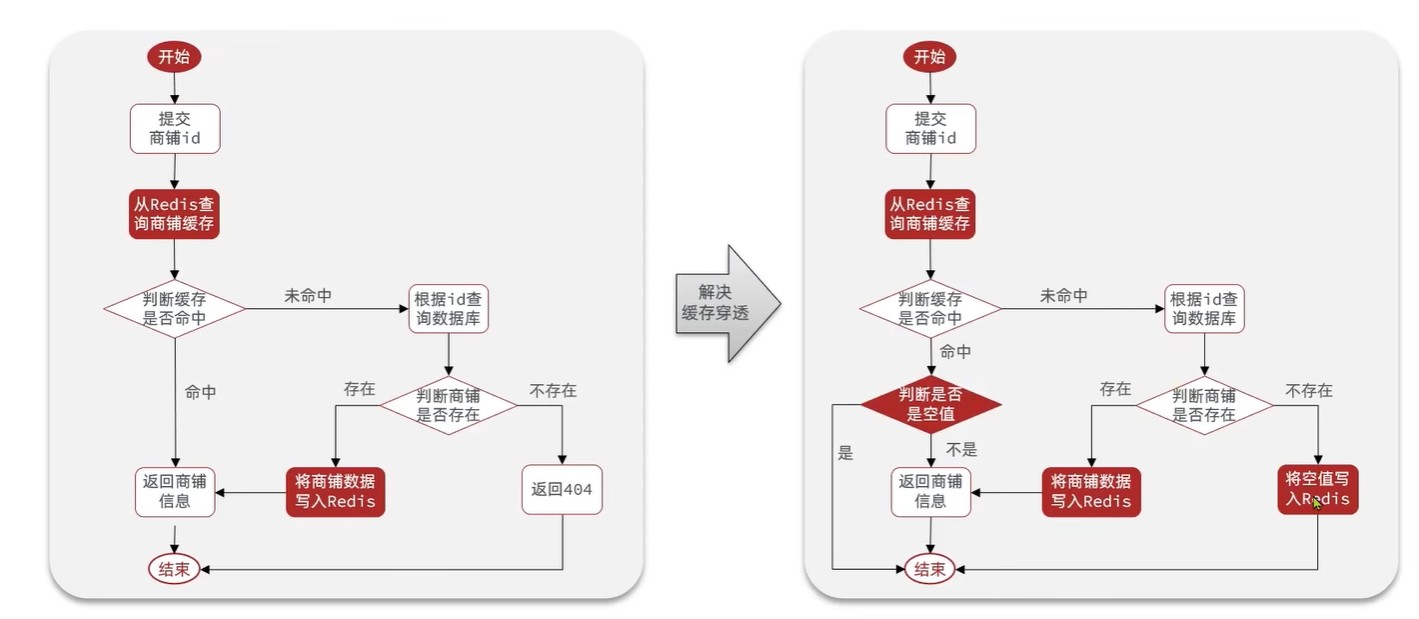 开始
提交
商铺id
从Redis查
询商铺缓存
判断缓存
是否命中
未命中
根据id查
询数据库
命中
存在
判断商铺
是否存在
不存在
返回商铺
信息
将商铺数据
写入Redis
返回404
结束
解决
缓存穿透
开始
提交
商铺id
从Redis查
询商铺缓存
判断缓存
是否命中
未命中
根据id查
询数据库
命中
判断是否
是空值
存在
判断商铺
是否存在
不存在
是
不是
返回商铺
信息
将商铺数据
写入Redis
将空值写
入Redis
结束